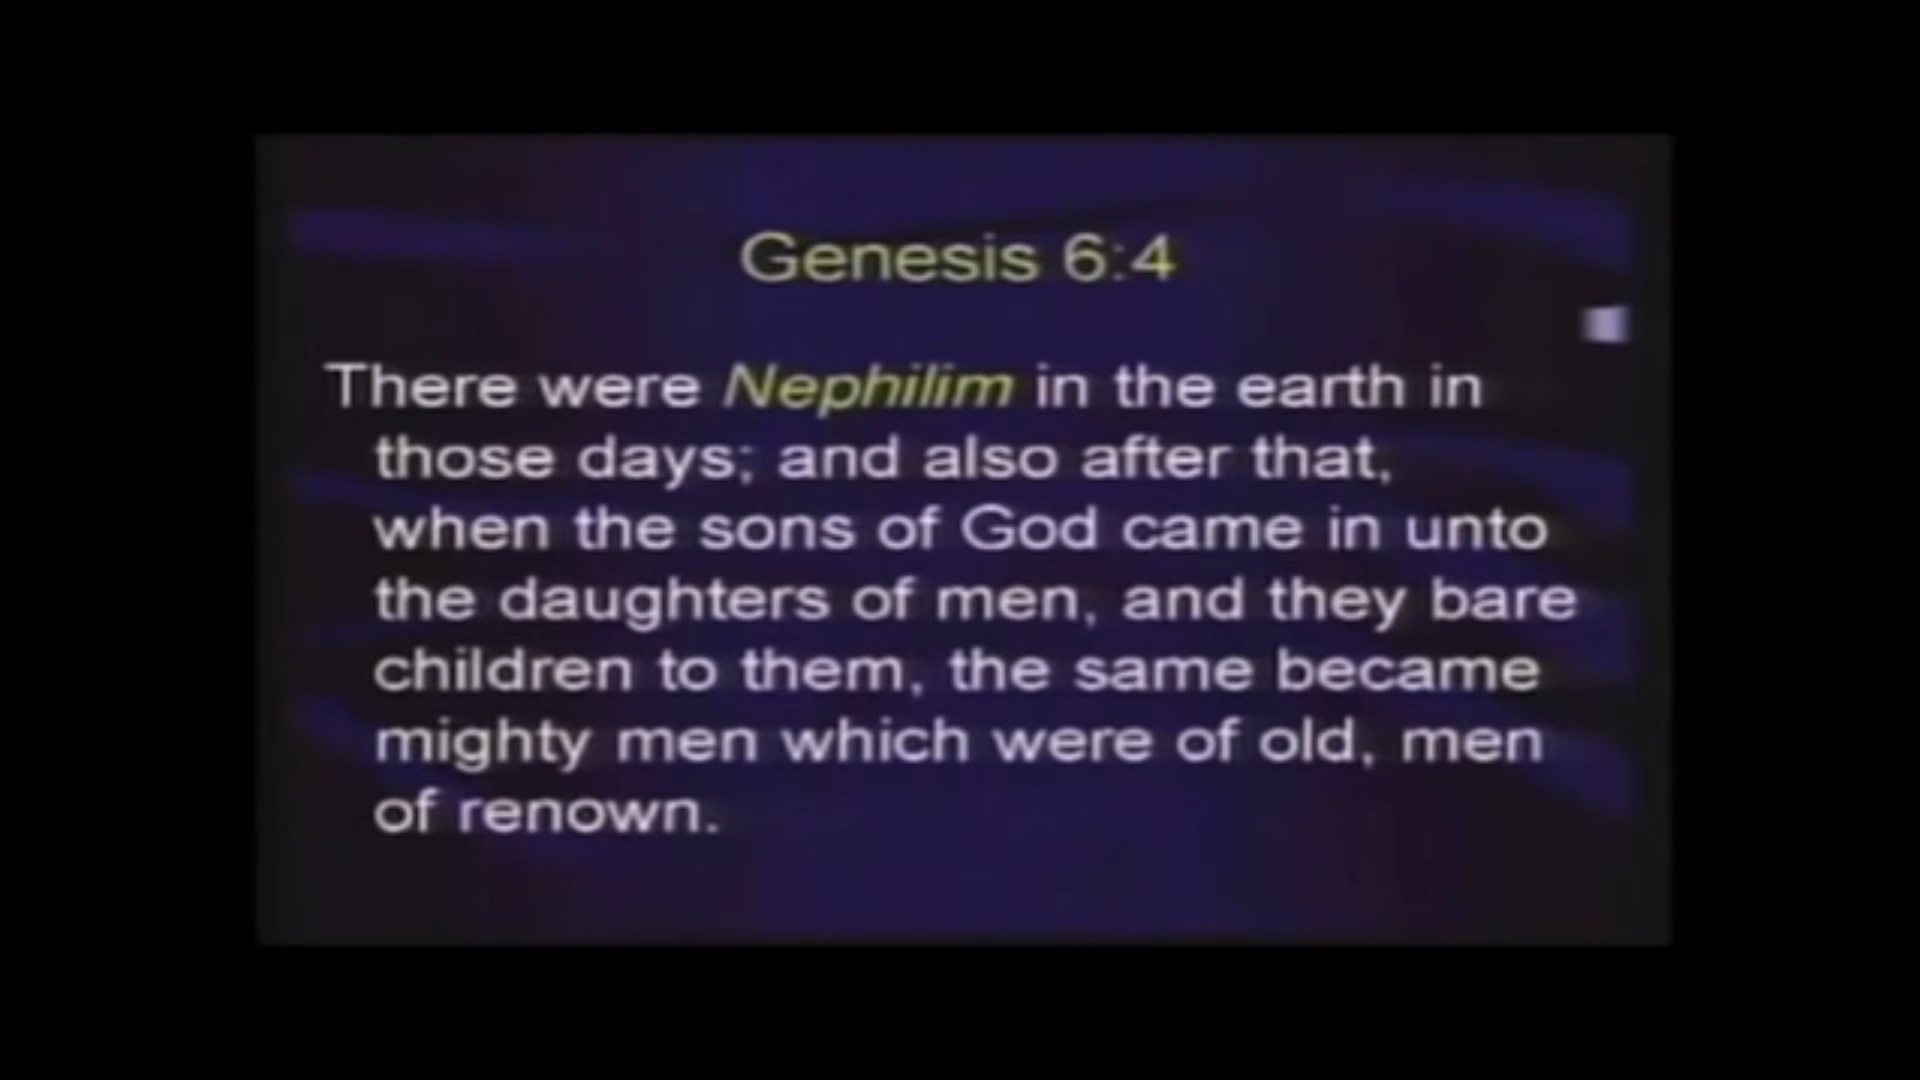 Genesis 6:4
There were Nephilim in the earth in
those days; and also after that,
when the sons of God came in unto
the daughters of men, and they bare
children to them, the same became
mighty men which were of old, men
of renown.